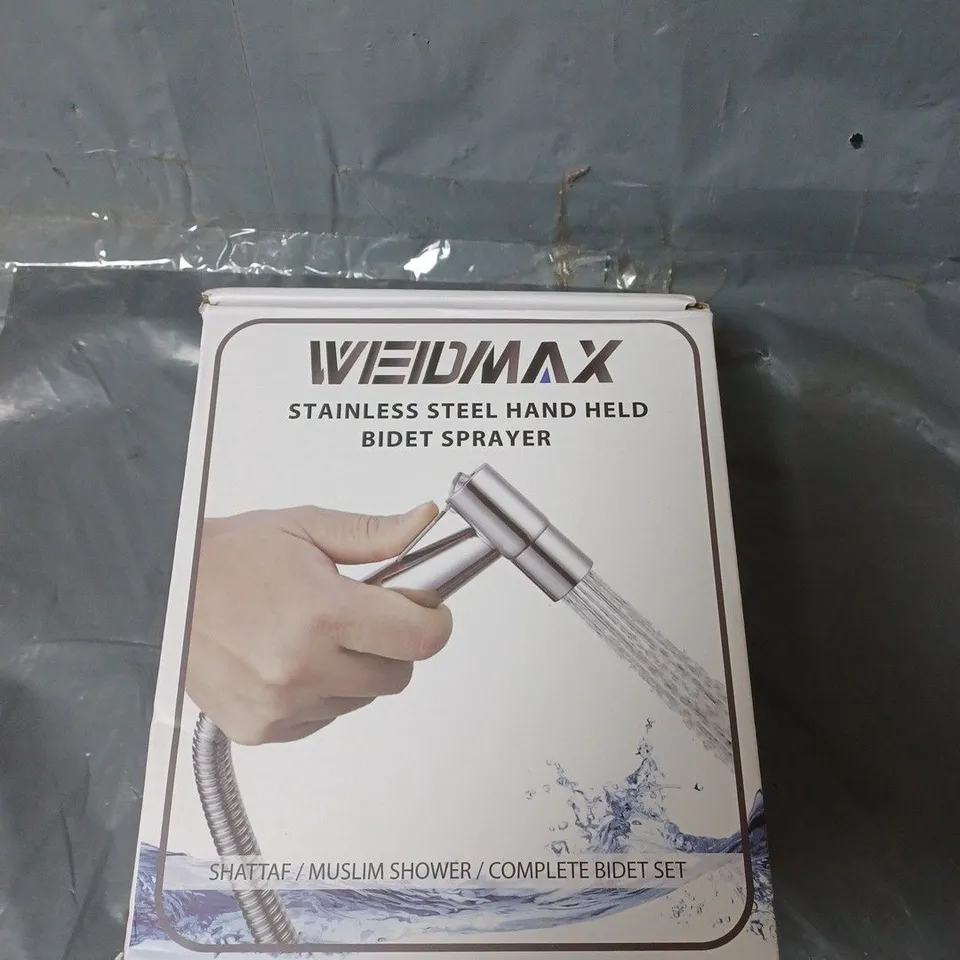 WEIDMAX
STAINLESS STEEL HAND HELD
BIDET SPRAYER
SHATTAF / MUSLIM SHOWER / COMPLETE BIDET SET